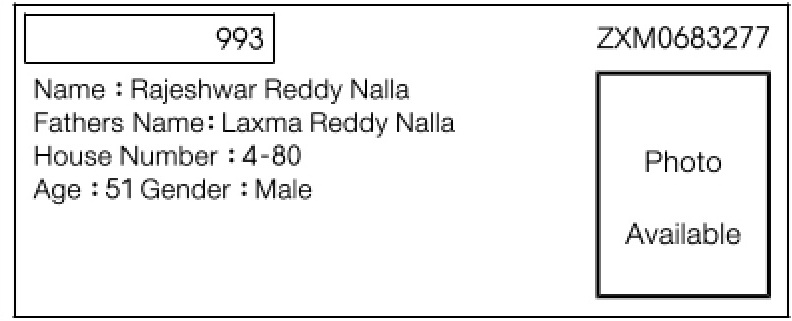 993
ZXM0683277
Name : Rajeshwar Reddy Nalla
Fathers Name: Laxma Reddy Nalla
House Number : 4-80
Age : 51 Gender : Male
Photo
Available